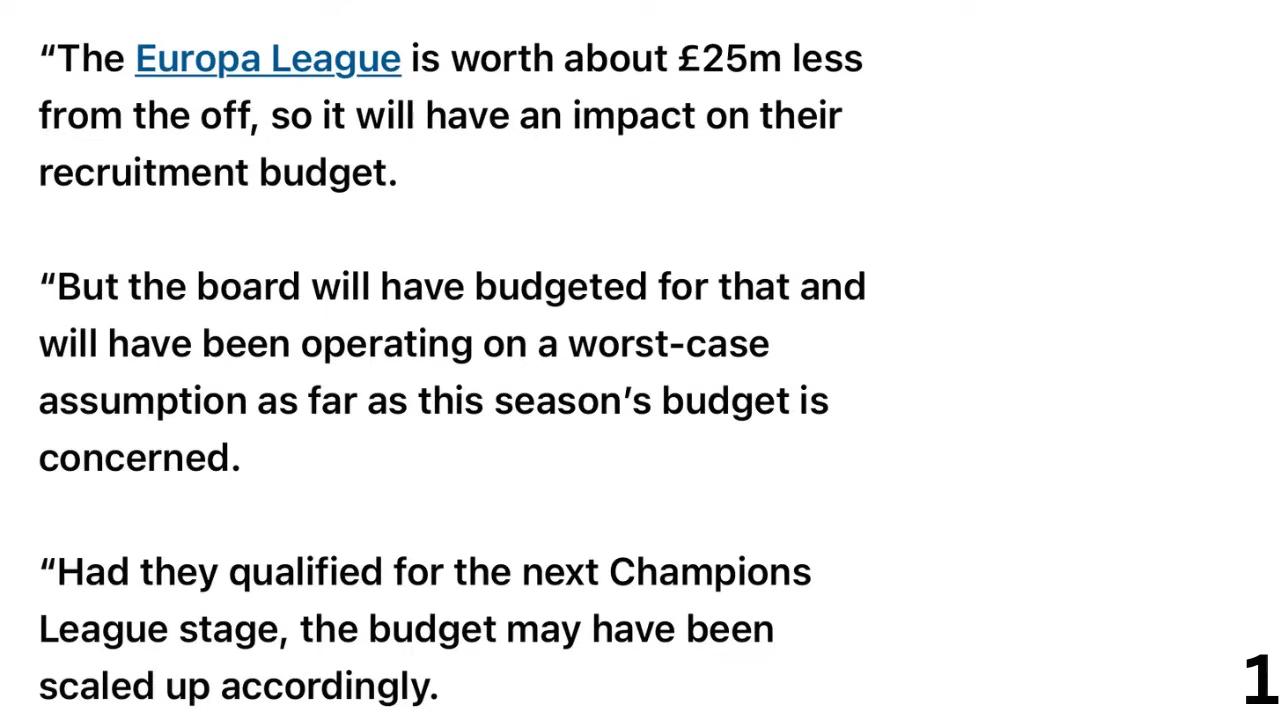 “The Europa League is worth about £25m less
from the off, so it will have an impact on their
recruitment budget.
“But the board will have budgeted for that and
will have been operating on a worst-case
assumption as far as this season’s budget is
concerned.
“Had they qualified for the next Champions
League stage, the budget may have been
scaled up accordingly.
1